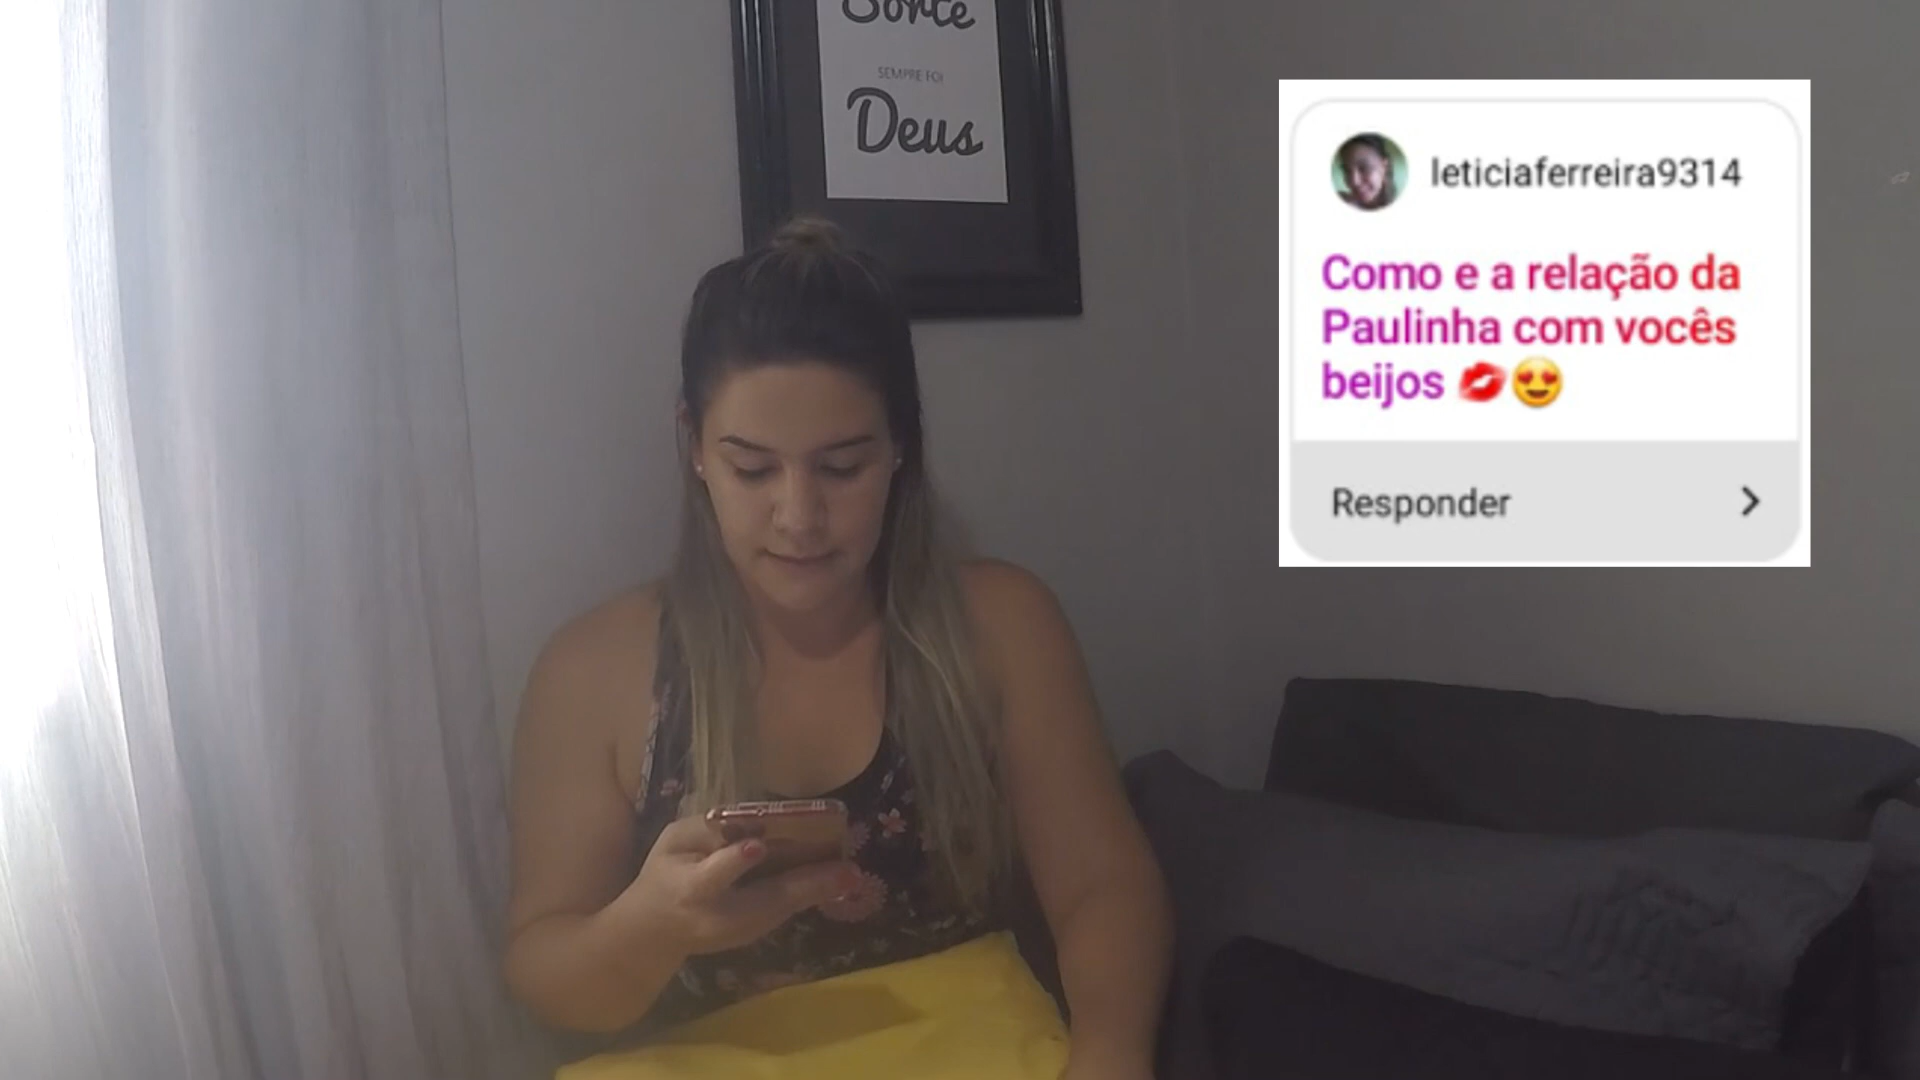 Sorte
SEMPRE FOI
Deus
leticiaferreira9314
Como e a relação da
Paulinha com vocês
beijos 💋😍
Responder